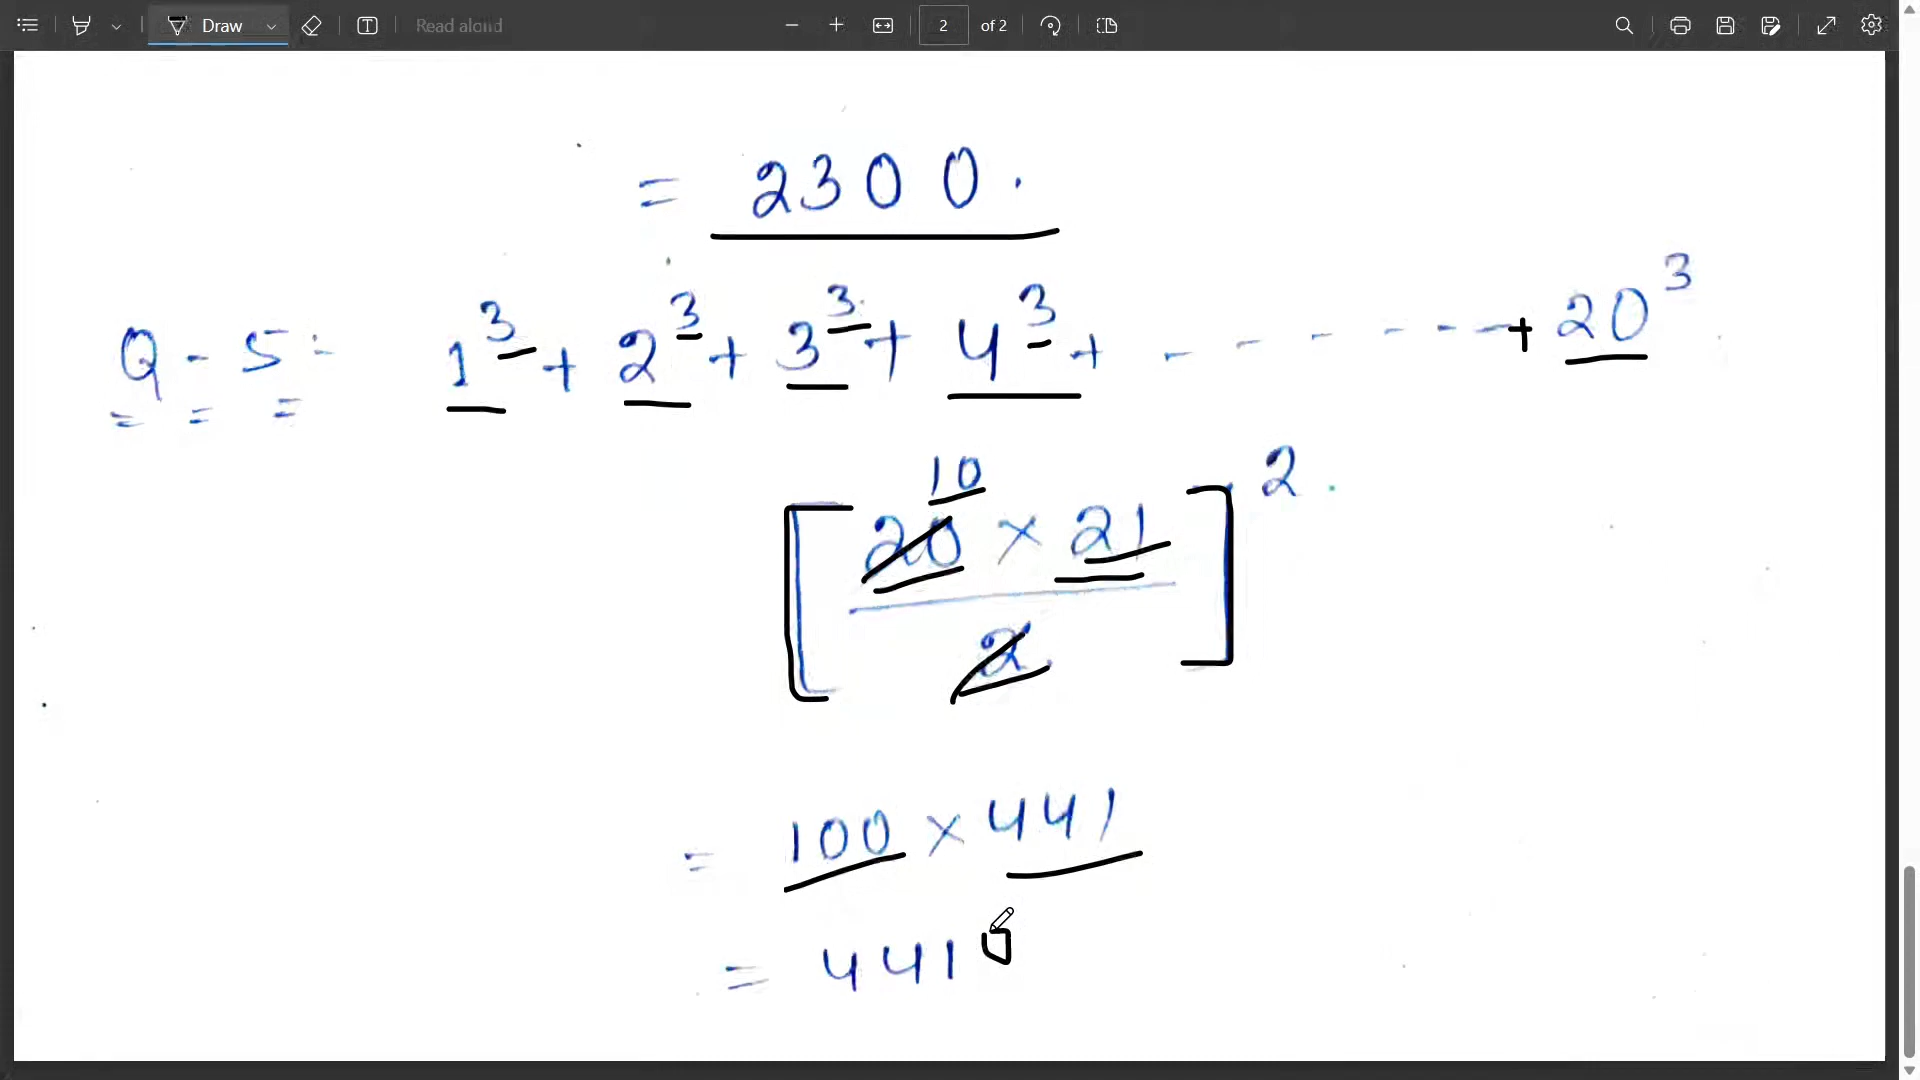 Draw Read aloud 2 of 2
= 2300.
Q-5:- 1³ + 2³ + 3³ + 4³ + - - - - - - + 20³
10
[20 × 21 / 2]².
= 100 × 441
= 4410